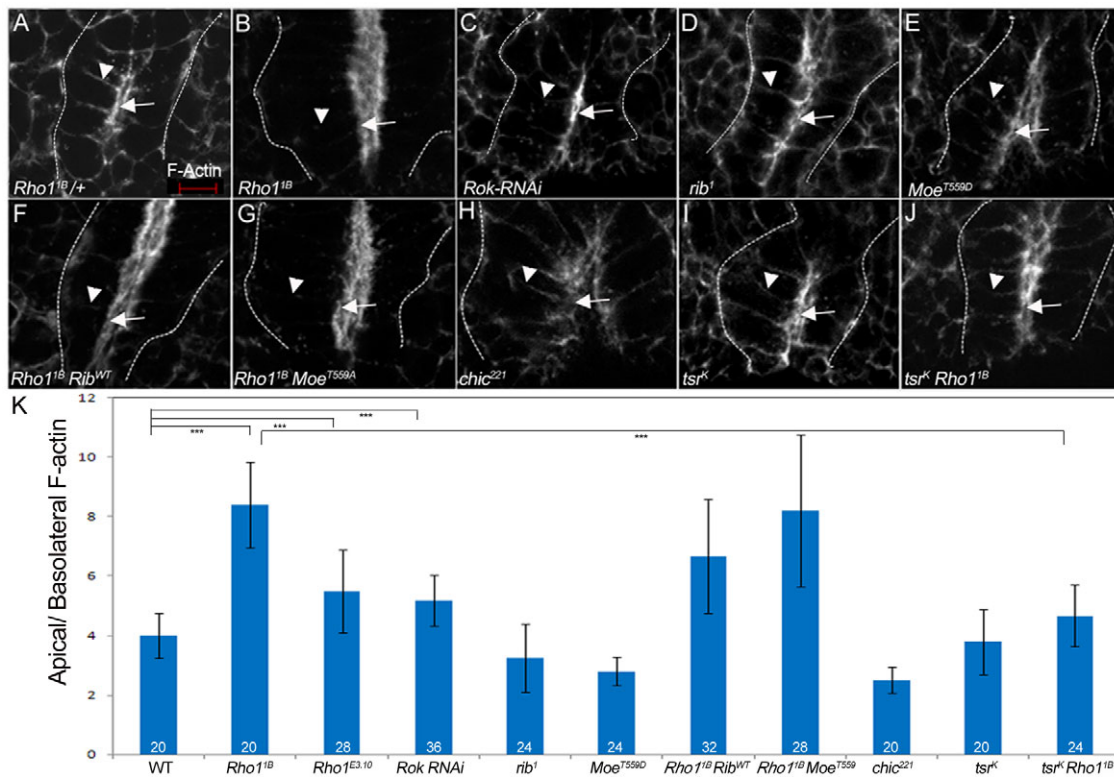 A B C D E
F-Actin
Rho1^1B/+ Rho1^1B Rok-RNAi rib^1 Moe^T559D
F G H I J
Rho1^1B Rib^WT Rho1^1B Moe^T559A chic^221 tsr^K tsr^K Rho1^1B
K
12
***
***
***
***
10
8
6
4
2
0
Apical/ Basolateral F-actin
20 20 28 36 24 24 32 28 20 20 24
WT Rho1^1B Rho1^E3.10 Rok RNAi rib^1 Moe^T559D Rho1^1B Rib^WT Rho1^1B Moe^T559 chic^221 tsr^K tsr^K Rho1^1B